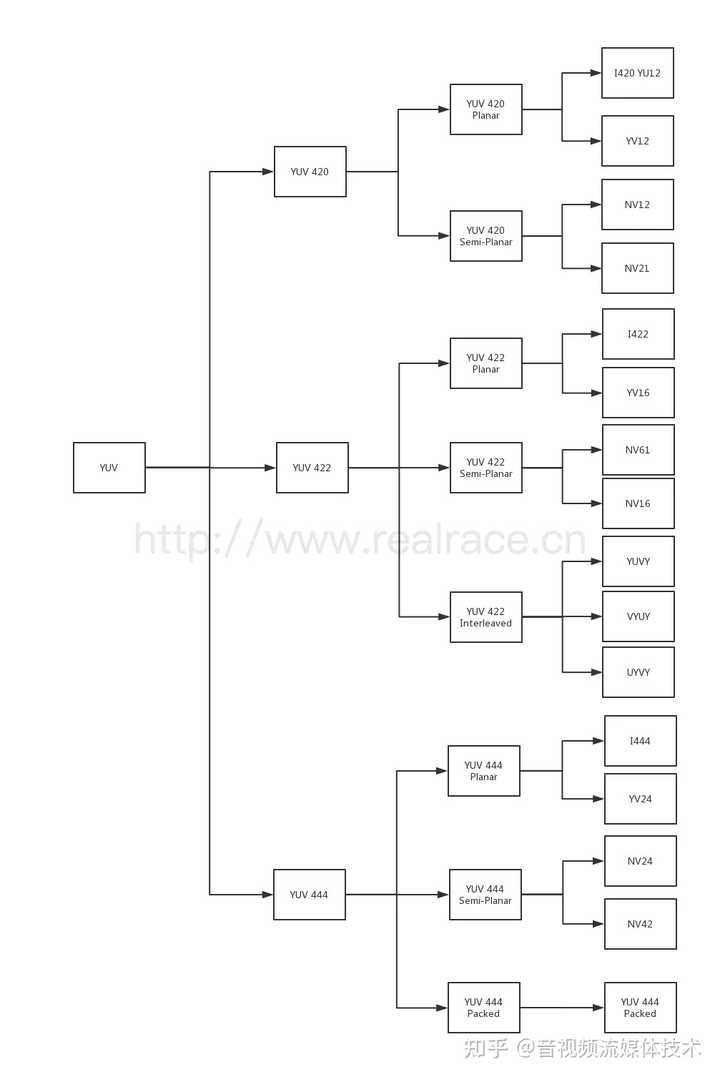 YUV
YUV 420
YUV 420
Planar
I420 YU12
YV12
YUV 420
Semi-Planar
NV12
NV21
YUV 422
YUV 422
Planar
I422
YV16
YUV 422
Semi-Planar
NV61
NV16
http://www.realrace.cn
YUV 422
Interleaved
YUVY
VYUY
UYVY
YUV 444
YUV 444
Planar
I444
YV24
YUV 444
Semi-Planar
NV24
NV42
YUV 444
Packed
YUV 444
Packed
知乎 @音视频流媒体技术